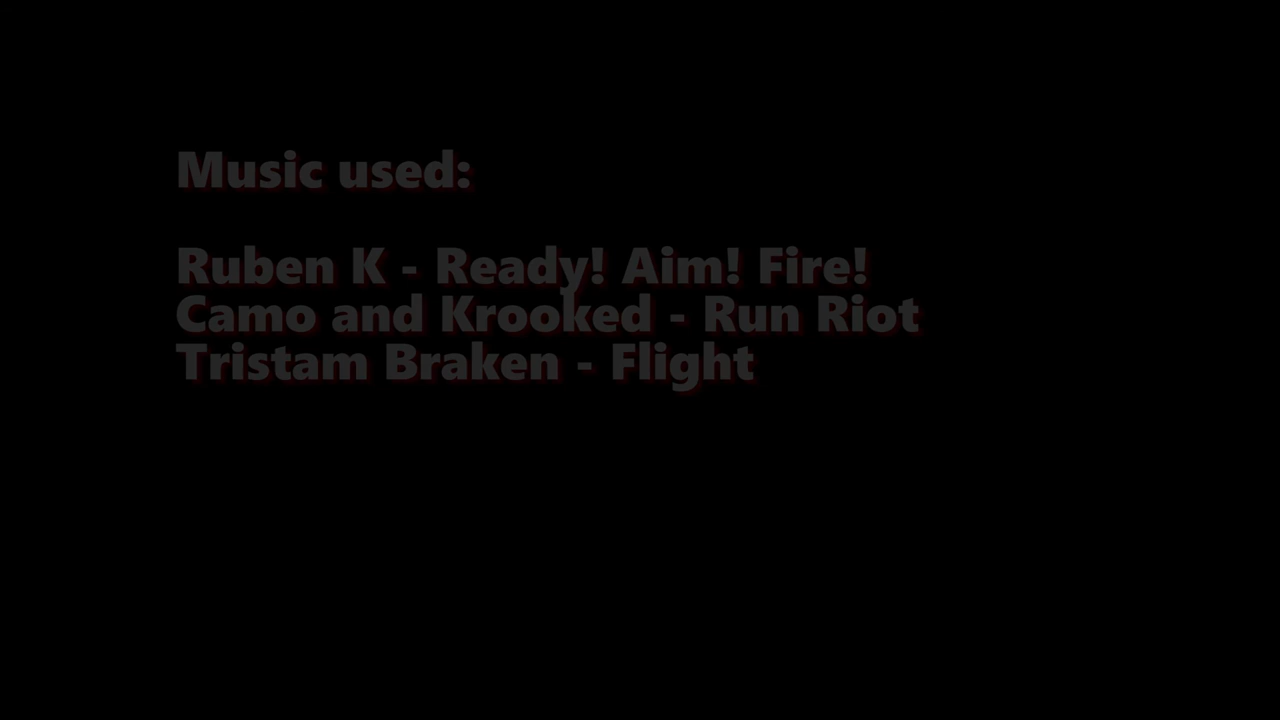 Music used:
Ruben K - Ready! Aim! Fire!
Camo and Krooked - Run Riot
Tristam Braken - Flight